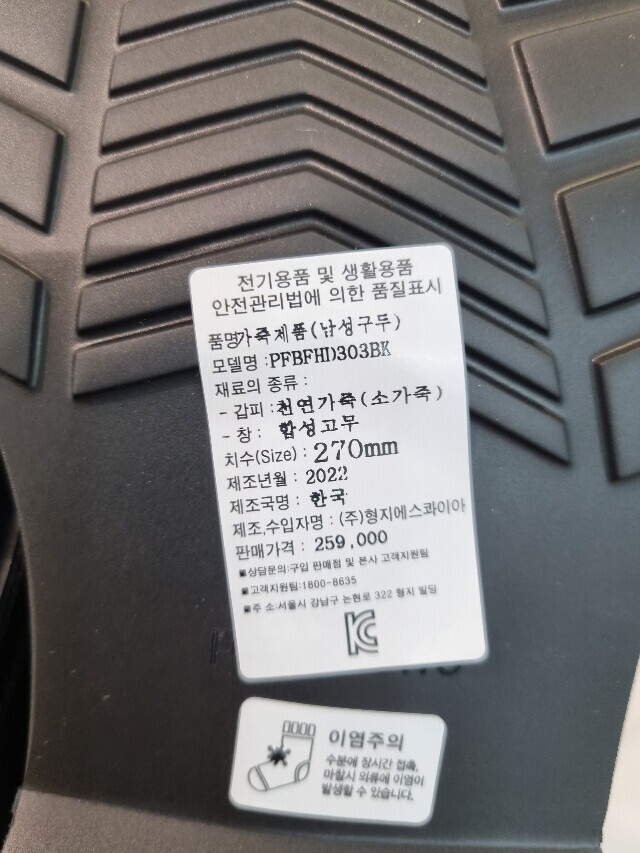 전기용품 및 생활용품
안전관리법에 의한 품질표시
품명가죽제품(남성구두)
모델명 :PFBFHD303BK
재료의 종류 :
- 갑피 : 천연가죽(소가죽)
- 창 : 합성고무
치수(Size) : 270mm
제조년월 : 2022
제조국명 : 한국
제조,수입자명 : (주)형지에스콰이아
판매가격 : 259,000
■상담문의:구입 판매점 및 본사 고객지원팀
■고객지원팀:1800-8635
■주 소:서울시 강남구 논현로 322 형지 빌딩
KC
이염주의
수분에 장시간 접촉,
마찰시 의류에 이염이
발생할 수 있습니다.